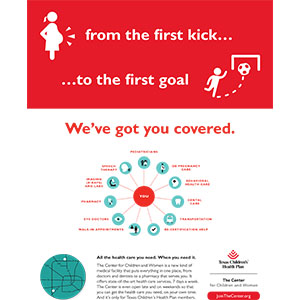 from the first kick...
...to the first goal
We've got you covered.
PEDIATRICIANS
SPEECH THERAPY
OB/PREGNANCY CARE
IMAGING (X-RAYS) AND LABS
BEHAVIORAL HEALTH CARE
PHARMACY
YOU
DENTAL CARE
EYE DOCTORS
TRANSPORTATION
WALK-IN APPOINTMENTS
RE-CERTIFICATION HELP
All the health care you need. When you need it.
The Center for Children and Women is a new kind of
medical facility that puts everything in one place, from
doctors and dentists to a pharmacy that serves you. It
offers state of the art health care services, 7 days a week.
The Center is even open late and on weekends so that
you can get the health care you need, on your own time.
And it's only for Texas Children's Health Plan members.
Texas Children's
Health Plan
The Center
for Children and Women
JoinTheCenter.org